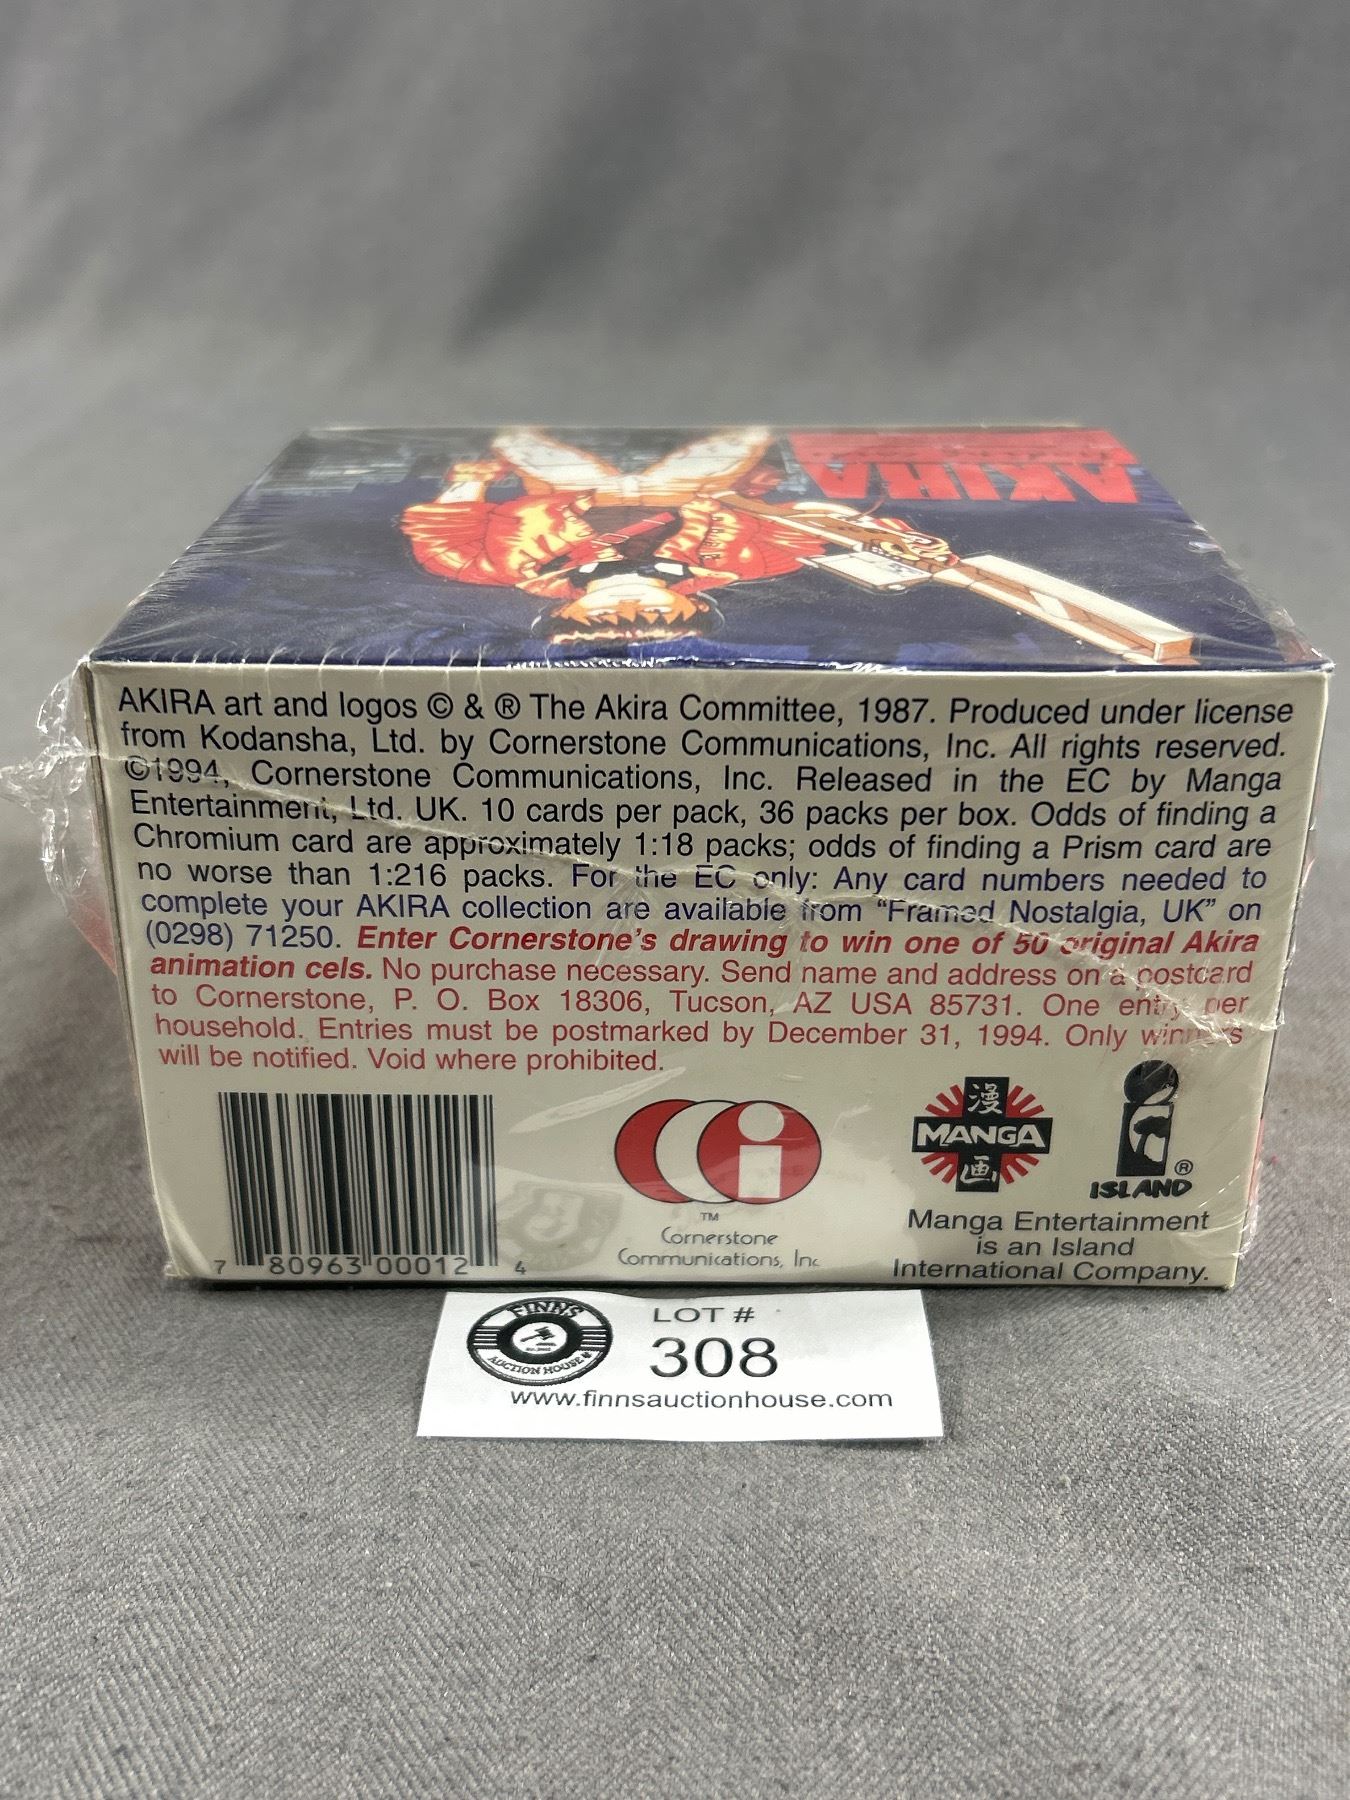 AKIRA
AKIRA art and logos © & ® The Akira Committee, 1987. Produced under license
from Kodansha, Ltd. by Cornerstone Communications, Inc. All rights reserved.
©1994, Cornerstone Communications, Inc. Released in the EC by Manga
Entertainment, Ltd. UK. 10 cards per pack, 36 packs per box. Odds of finding a
Chromium card are approximately 1:18 packs; odds of finding a Prism card are
no worse than 1:216 packs. For the EC only: Any card numbers needed to
complete your AKIRA collection are available from “Framed Nostalgia, UK” on
(0298) 71250. Enter Cornerstone's drawing to win one of 50 original Akira
animation cels. No purchase necessary. Send name and address on a postcard
to Cornerstone, P. O. Box 18306, Tucson, AZ USA 85731. One entry per
household. Entries must be postmarked by December 31, 1994. Only winners
will be notified. Void where prohibited.
7 80963 00012 4
TM
Cornerstone
Communications, Inc
漫
MANGA
画
ISLAND ®
Manga Entertainment
is an Island
International Company.
FINNS
AUCTION HOUSE
LOT #
308
www.finnsauctionhouse.com